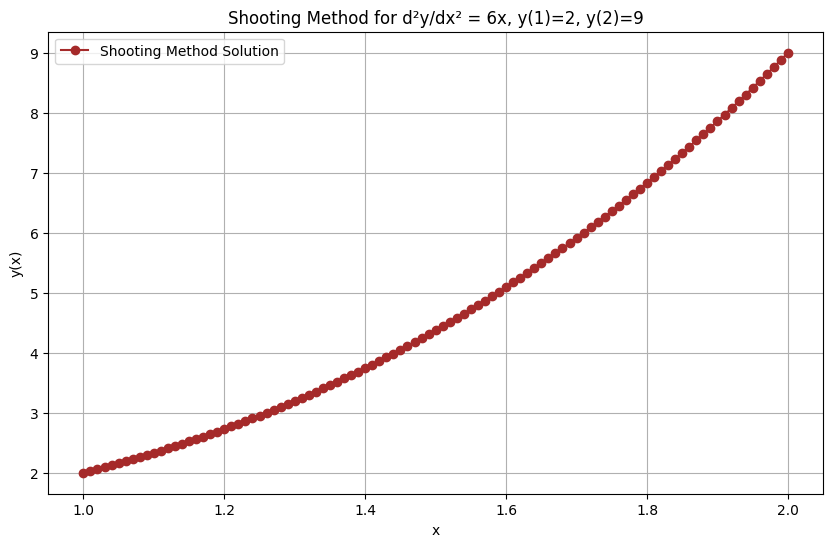 Shooting Method for d²y/dx² = 6x, y(1)=2, y(2)=9
Shooting Method Solution
9
8
7
6
5
4
3
2
y(x)
1.0 1.2 1.4 1.6 1.8 2.0
x